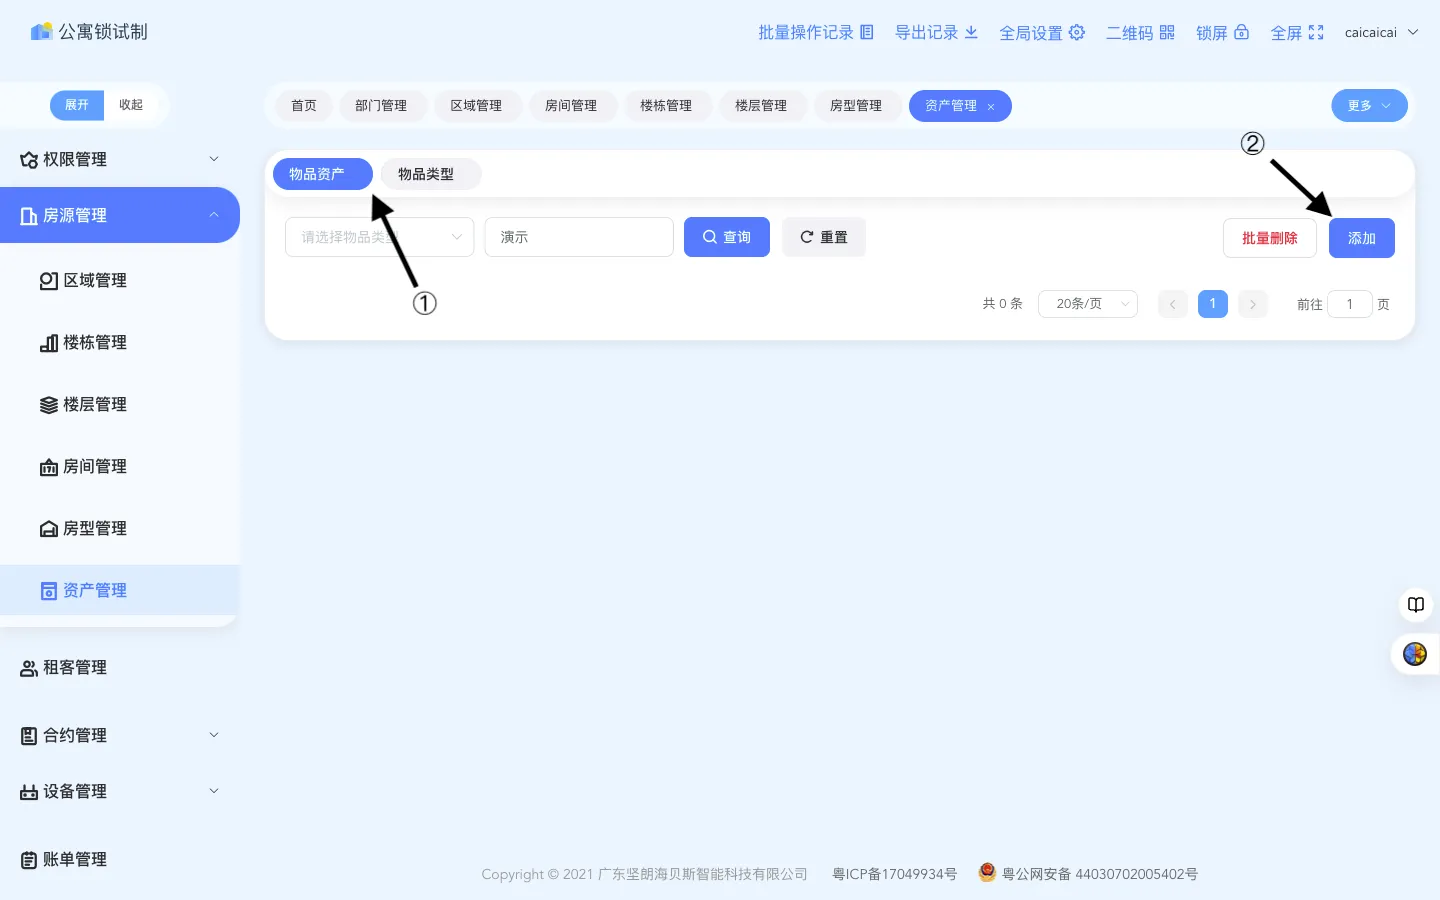 公寓锁试制
批量操作记录 导出记录 全局设置 二维码 锁屏 全屏 caicaicai
展开 收起
首页 部门管理 区域管理 房间管理 楼栋管理 楼层管理 房型管理 资产管理 × 更多
权限管理
房源管理
区域管理
楼栋管理
楼层管理
房间管理
房型管理
资产管理
租客管理
合约管理
设备管理
账单管理
②
物品资产 物品类型
请选择物品类型 演示 查询 重置 批量删除 添加
①
共 0 条 20条/页 1 前往 1 页
Copyright © 2021 广东坚朗海贝斯智能科技有限公司 粤ICP备17049934号 粤公网安备 44030702005402号